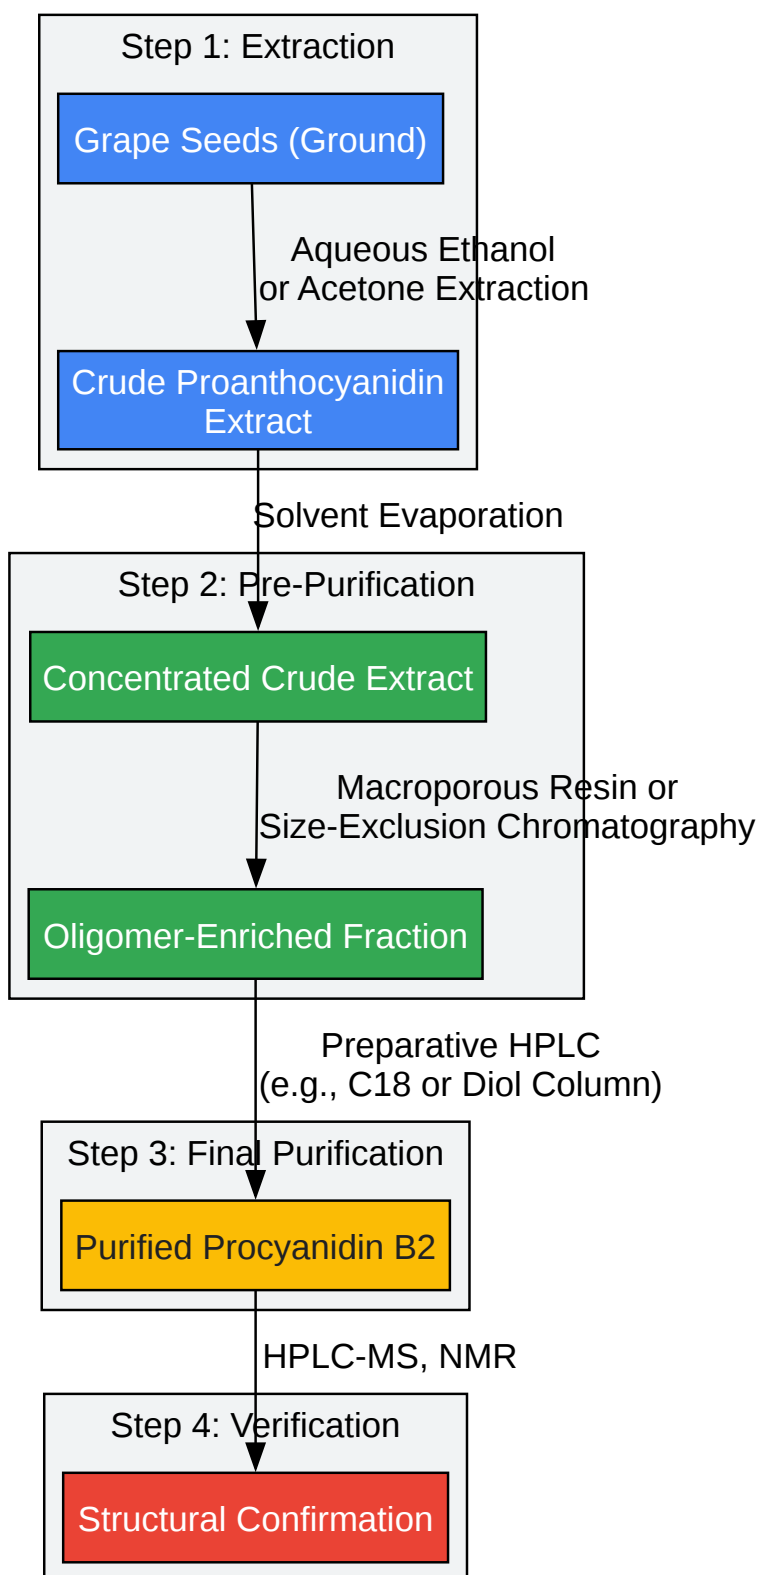 Step 1: Extraction
Grape Seeds (Ground)
Aqueous Ethanol
or Acetone Extraction
Crude Proanthocyanidin
Extract
Solvent Evaporation
Step 2: Pre-Purification
Concentrated Crude Extract
Macroporous Resin or
Size-Exclusion Chromatography
Oligomer-Enriched Fraction
Preparative HPLC
(e.g., C18 or Diol Column)
Step 3: Final Purification
Purified Procyanidin B2
HPLC-MS, NMR
Step 4: Verification
Structural Confirmation